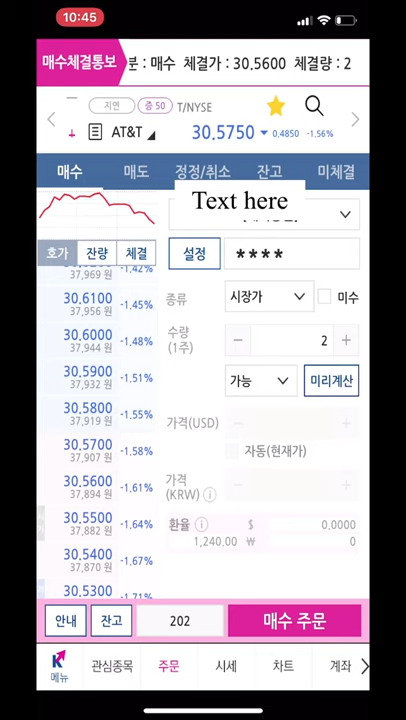 10:45
매수체결통보 분 : 매수 체결가 : 30.5600 체결량 : 2
지연 증 50 T/NYSE
AT&T 30.5750 0.4850 -1.56%
매수 매도 정정/취소 잔고 미체결
Text here
호가 잔량 체결 설정 ****
-1.42%
37,969 원
30.6100 -1.45%
37,956 원
종류 시장가 미수
30.6000 -1.48%
37,944 원
수량
(1주) - 2 +
30.5900 -1.51%
37,932 원
가능 미리계산
30.5800 -1.55%
37,919 원
가격(USD) - +
30.5700 -1.58%
37,907 원
자동(현재가)
30.5600 -1.61%
37,894 원
가격
(KRW) - +
30.5500 -1.64%
37,882 원
환율 $ 0.0000
1,240.00 ₩ 0
30.5400 -1.67%
37,870 원
30.5300 -1.71%
안내 잔고 202 매수 주문
메뉴 관심종목 주문 시세 차트 계좌